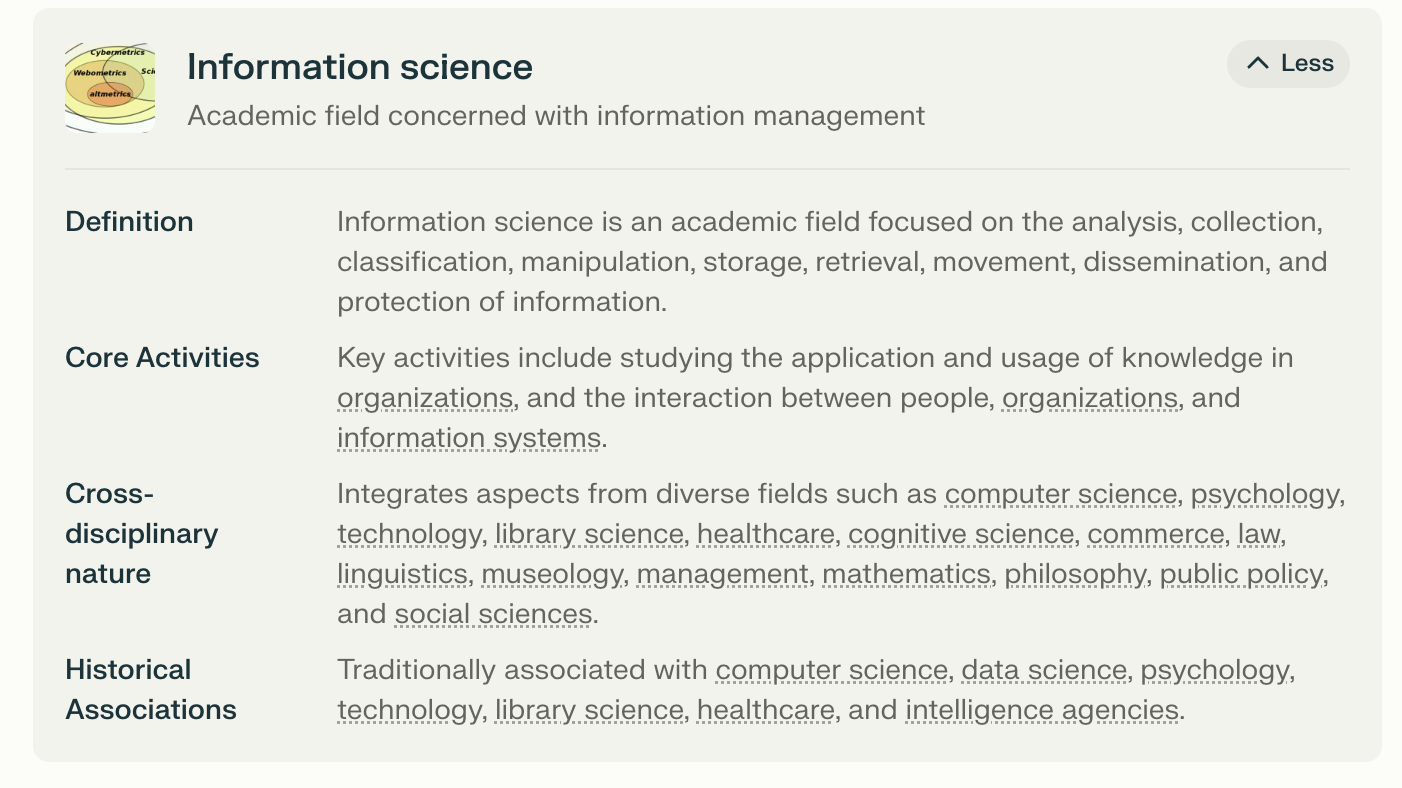 Cybermetrics
Webometrics
altmetrics
Information science
Less
Academic field concerned with information management
Definition
Information science is an academic field focused on the analysis, collection,
classification, manipulation, storage, retrieval, movement, dissemination, and
protection of information.
Core Activities
Key activities include studying the application and usage of knowledge in
organizations, and the interaction between people, organizations, and
information systems.
Cross-
disciplinary
nature
Integrates aspects from diverse fields such as computer science, psychology,
technology, library science, healthcare, cognitive science, commerce, law,
linguistics, museology, management, mathematics, philosophy, public policy,
and social sciences.
Historical
Associations
Traditionally associated with computer science, data science, psychology,
technology, library science, healthcare, and intelligence agencies.